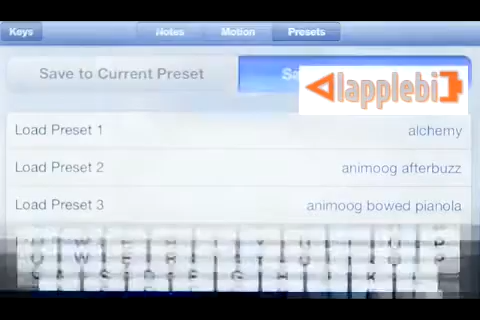 Keys
Notes
Motion
Presets
Save to Current Preset
lapplebi
Load Preset 1
alchemy
Load Preset 2
animoog afterbuzz
Load Preset 3
animoog bowed pianola